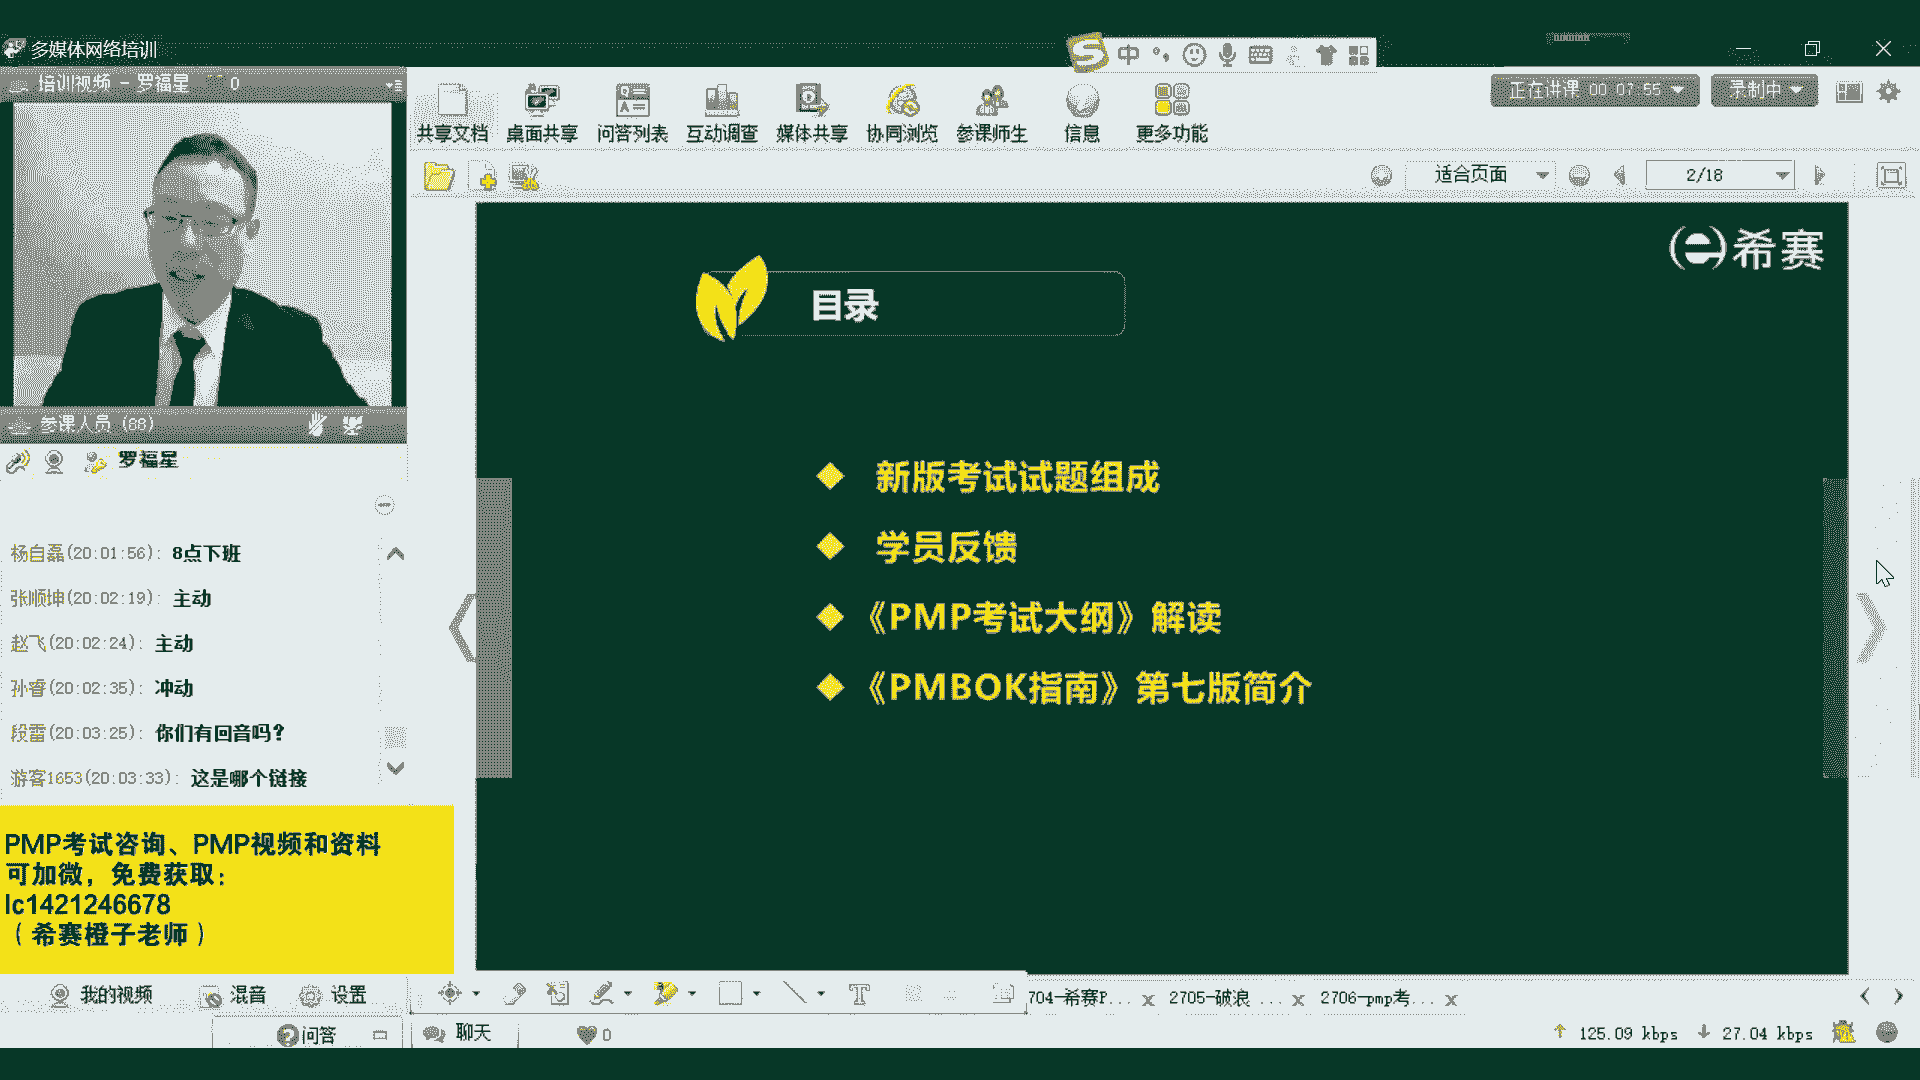 多媒体网络培训
中
培训视频 - 罗福星 0
正在讲课 00:07:55
录制中
共享文档
桌面共享
问答列表
互动调查
媒体共享
协同浏览
参课师生
信息
更多功能
适合页面
2/18
希赛
目录
新版考试试题组成
学员反馈
《PMP考试大纲》解读
《PMBOK指南》第七版简介
参课人员 (88)
罗福星
杨自磊(20:01:56): 8点下班
张顺坤(20:02:19): 主动
赵飞(20:02:24): 主动
孙睿(20:02:35): 冲动
段雷(20:03:25): 你们有回音吗?
游客1653(20:03:33): 这是哪个链接
PMP考试咨询、PMP视频和资料
可加微，免费获取：
lc1421246678
（希赛橙子老师）
我的视频
混音
设置
704-希赛P...
2705-破浪 ...
2706-pmp考...
问答
聊天
0
125.09 kbps
27.04 kbps